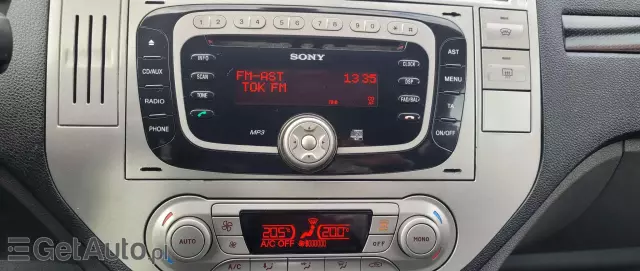 1 2 3 4 5 6 7 8 9 * 0 #
SONY
INFO
CLOCK
AST
FM-AST 13:35
CD/AUX
SCAN
DSP
MENU
TOK FM
RADIO
TONE
FAD/BAL
TA
PHONE
MP3
ON/OFF
20.5° 20.0°
AUTO
A/C OFF
OFF
MONO
A/C
GetAuto.pl